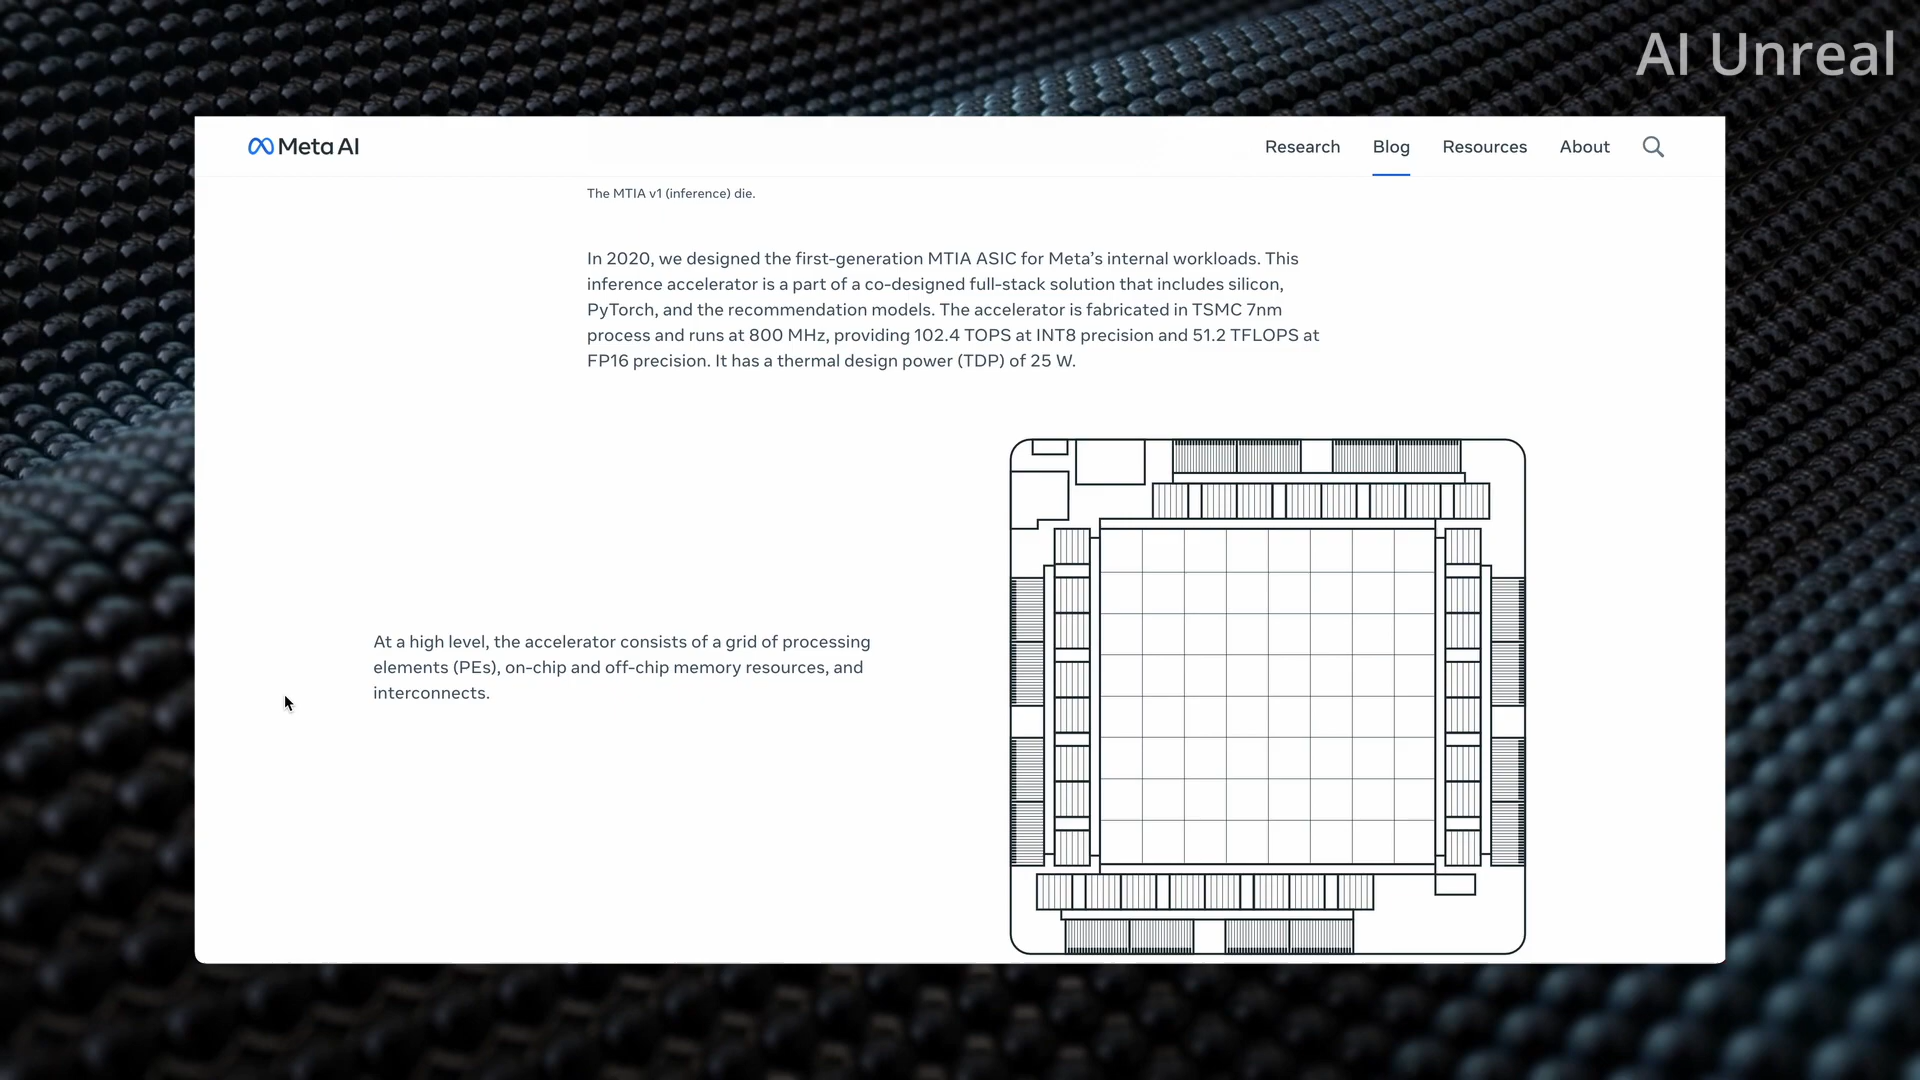 AI Unreal
Meta AI
Research Blog Resources About
The MTIA v1 (inference) die.
In 2020, we designed the first-generation MTIA ASIC for Meta’s internal workloads. This
inference accelerator is a part of a co-designed full-stack solution that includes silicon,
PyTorch, and the recommendation models. The accelerator is fabricated in TSMC 7nm
process and runs at 800 MHz, providing 102.4 TOPS at INT8 precision and 51.2 TFLOPS at
FP16 precision. It has a thermal design power (TDP) of 25 W.
At a high level, the accelerator consists of a grid of processing
elements (PEs), on-chip and off-chip memory resources, and
interconnects.